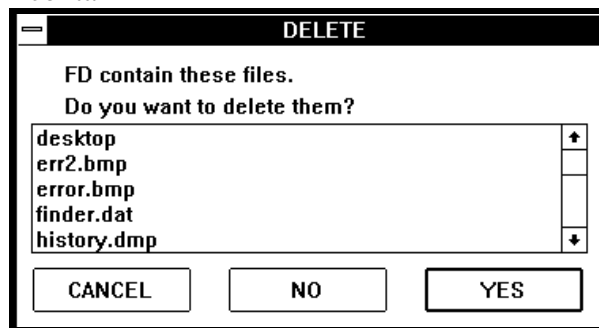 DELETE
FD contain these files.
Do you want to delete them?
desktop
err2.bmp
error.bmp
finder.dat
history.dmp
CANCEL NO YES